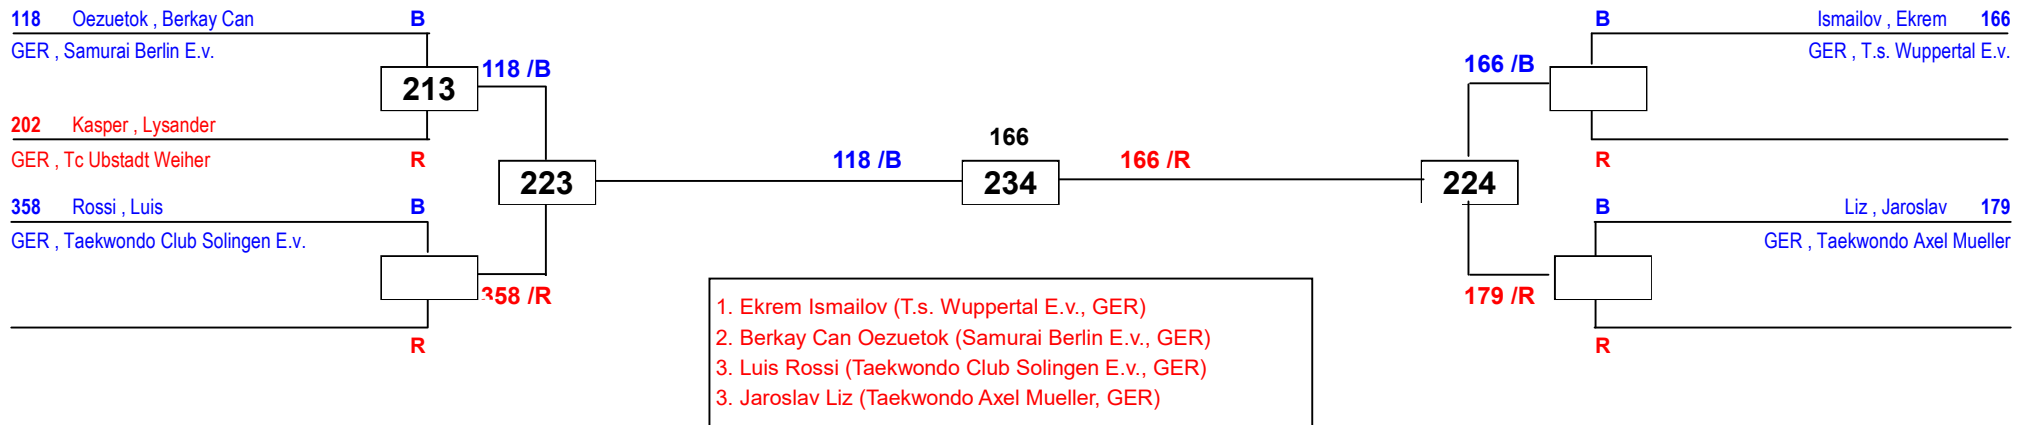 118 Oezuetok , Berkay Can B
GER , Samurai Berlin E.v.
213
118 /B
202 Kasper , Lysander
GER , Tc Ubstadt Weiher R
223
358 Rossi , Luis B
GER , Taekwondo Club Solingen E.v.
358 /R
R
118 /B
166
234
166 /R
B Ismailov , Ekrem 166
GER , T.s. Wuppertal E.v.
166 /B
R
224
B Liz , Jaroslav 179
GER , Taekwondo Axel Mueller
179 /R
R
1. Ekrem Ismailov (T.s. Wuppertal E.v., GER)
2. Berkay Can Oezuetok (Samurai Berlin E.v., GER)
3. Luis Rossi (Taekwondo Club Solingen E.v., GER)
3. Jaroslav Liz (Taekwondo Axel Mueller, GER)